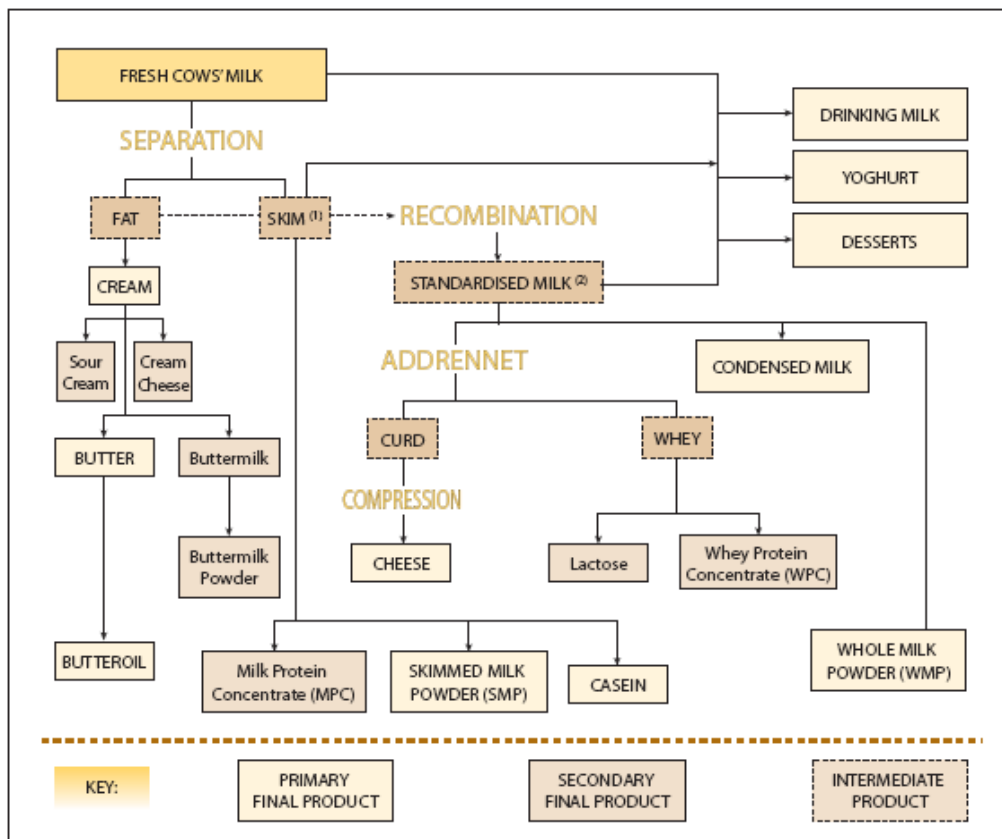 FRESH COWS' MILK
SEPARATION
DRINKING MILK
YOGHURT
FAT
SKIM (1)
RECOMBINATION
DESSERTS
CREAM
STANDARDISED MILK (2)
Sour
Cream
Cream
Cheese
ADDRENNET
CONDENSED MILK
BUTTER
Buttermilk
CURD
WHEY
COMPRESSION
Buttermilk
Powder
CHEESE
Lactose
Whey Protein
Concentrate (WPC)
BUTTEROIL
Milk Protein
Concentrate (MPC)
SKIMMED MILK
POWDER (SMP)
CASEIN
WHOLE MILK
POWDER (WMP)
KEY:
PRIMARY
FINAL PRODUCT
SECONDARY
FINAL PRODUCT
INTERMEDIATE
PRODUCT